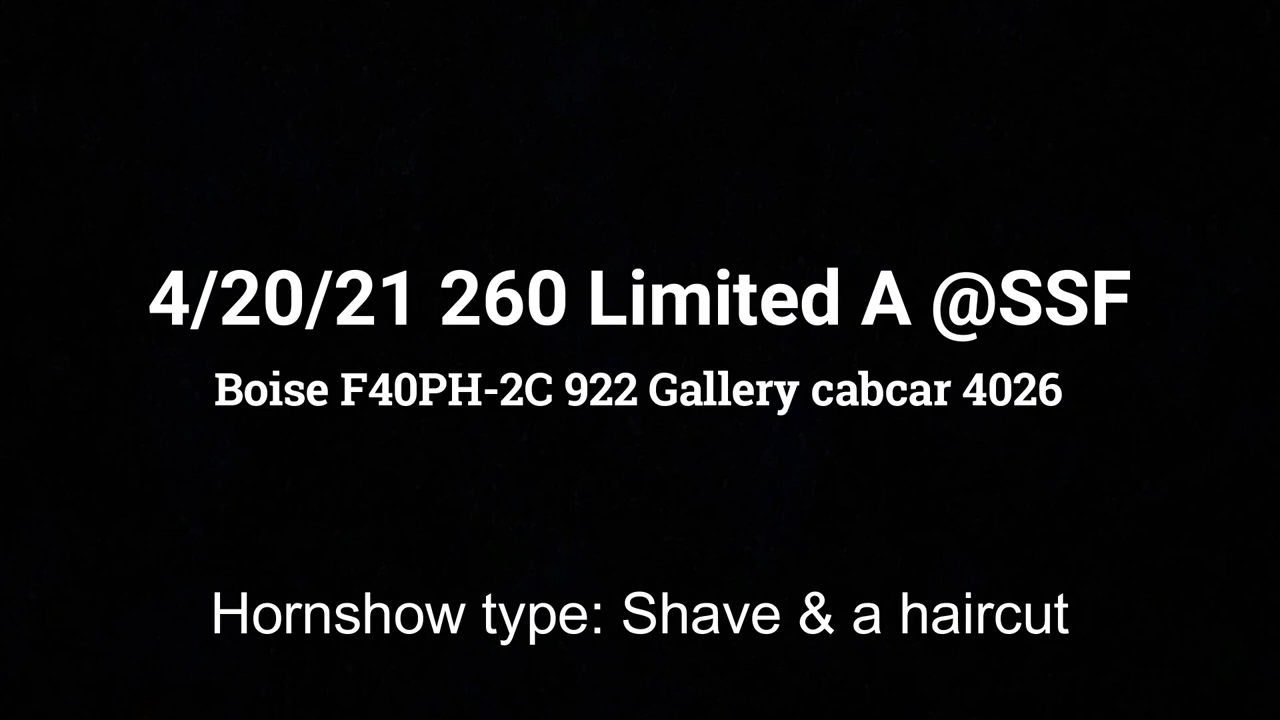 4/20/21 260 Limited A @SSF
Boise F40PH-2C 922 Gallery cabcar 4026
Hornshow type: Shave & a haircut